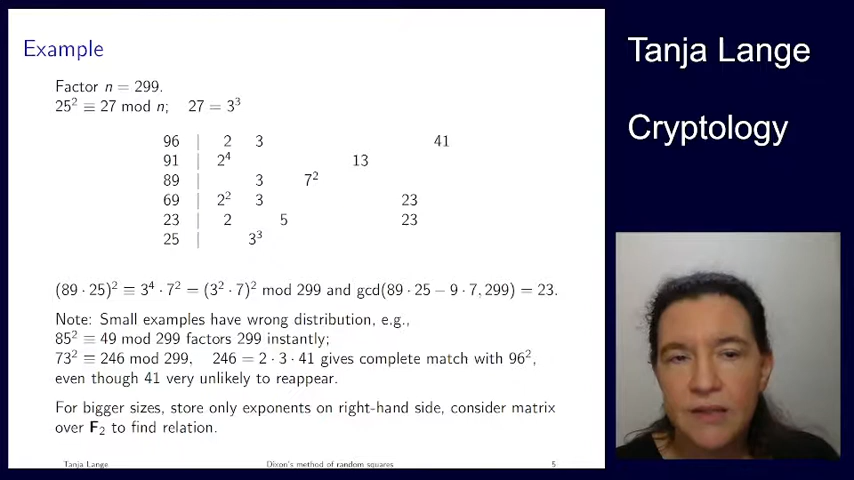 Example
Factor n = 299.
25² ≡ 27 mod n; 27 = 3³
96 | 2 3 41
91 | 2⁴ 13
89 | 3 7²
69 | 2² 3 23
23 | 2 5 23
25 | 3³
(89 · 25)² ≡ 3⁴ · 7² = (3² · 7)² mod 299 and gcd(89 · 25 − 9 · 7, 299) = 23.
Note: Small examples have wrong distribution, e.g.,
85² ≡ 49 mod 299 factors 299 instantly;
73² ≡ 246 mod 299, 246 = 2 · 3 · 41 gives complete match with 96²,
even though 41 very unlikely to reappear.
For bigger sizes, store only exponents on right-hand side, consider matrix
over F₂ to find relation.
Tanja Lange Dixon's method of random squares 5
Tanja Lange
Cryptology